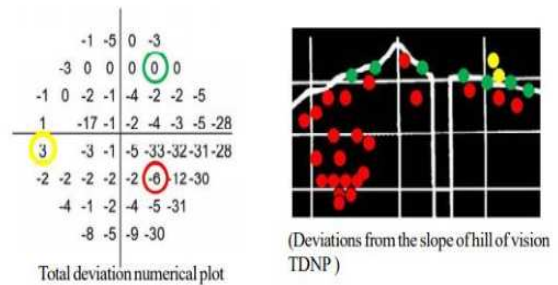 -1 -5 0 -3
-3 0 0 0 0 0
-1 0 -2 -1 -4 -2 -2 -5
1 -17 -1 -2 -4 -3 -5 -28
3 -3 -1 -5 -33 -32 -31 -28
-2 -2 -2 -2 -2 -6 -12 -30
-4 -1 -2 -4 -5 -31
-8 -5 -9 -30
Total deviation numerical plot
(Deviations from the slope of hill of vision
TDNP )